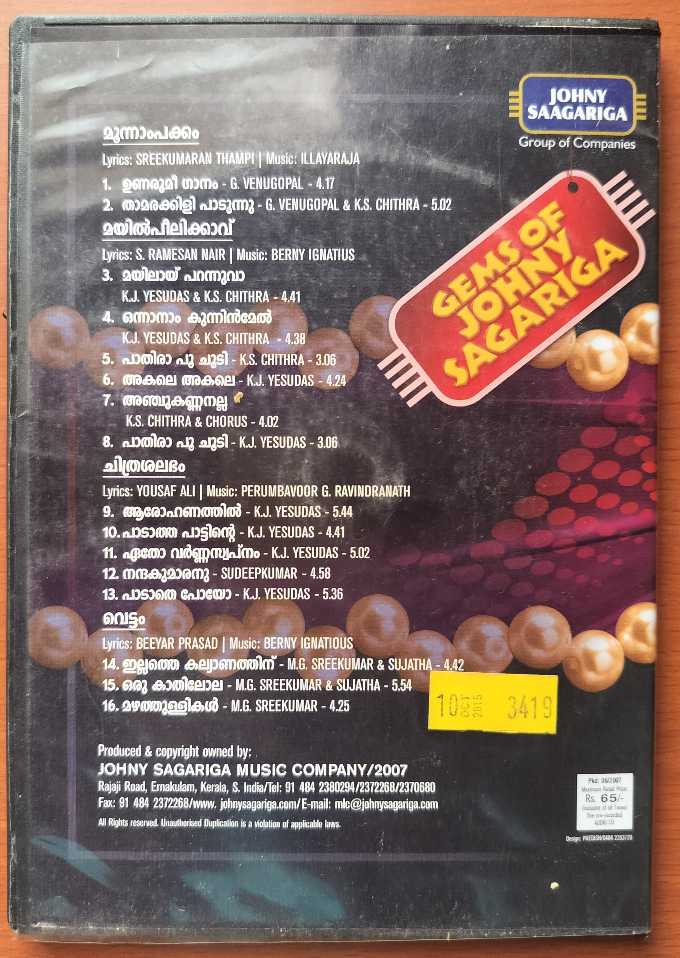 JOHNY
SAAGARIGA
Group of Companies
GEMS OF
JOHNY
SAGARIGA
മൂന്നാംപക്കം
Lyrics: SREEKUMARAN THAMPI | Music: ILLAYARAJA
1. ഉണരുമീ ഗാനം - G. VENUGOPAL - 4.17
2. താമരക്കിളി പാടുന്നു - G. VENUGOPAL & K.S. CHITHRA - 5.02
മയിൽപീലിക്കാവ്
Lyrics: S. RAMESAN NAIR | Music: BERNY IGNATIUS
3. മയിലായ് പറന്നുവാ
K.J. YESUDAS & K.S. CHITHRA - 4.41
4. ഒന്നാനാം കുന്നിൻമേൽ
K.J. YESUDAS & K.S. CHITHRA - 4.38
5. പാതിരാ പൂ ചൂടി - K.S. CHITHRA - 3.06
6. അകലെ അകലെ - K.J. YESUDAS - 4.24
7. അഞ്ചുകണ്ണനല്ല
K.S. CHITHRA & CHORUS - 4.02
8. പാതിരാ പൂ ചൂടി - K.J. YESUDAS - 3.06
ചിത്രശലഭം
Lyrics: YOUSAF ALI | Music: PERUMBAVOOR G. RAVINDRANATH
9. ആരോഹണത്തിൽ - K.J. YESUDAS - 5.44
10. പാടാത്ത പാട്ടിന്റെ - K.J. YESUDAS - 4.41
11. ഏതോ വർണ്ണസ്വപ്നം - K.J. YESUDAS - 5.02
12. നന്ദകുമാരനു - SUDEEPKUMAR - 4.58
13. പാടാതെ പോയോ - K.J. YESUDAS - 5.36
വെട്ടം
Lyrics: BEEYAR PRASAD | Music: BERNY IGNATIOUS
14. ഇല്ലത്തെ കല്യാണത്തിന് - M.G. SREEKUMAR & SUJATHA - 4.42
15. ഒരു കാതിലോല - M.G. SREEKUMAR & SUJATHA - 5.54
16. മഴത്തുള്ളികൾ - M.G. SREEKUMAR - 4.25
10 OCT 2015 3419
Produced & copyright owned by:
JOHNY SAGARIGA MUSIC COMPANY/2007
Rajaji Road, Ernakulam, Kerala, S. India/Tel: 91 484 2380294/2372268/2370680
Fax: 91 484 2372268/www. johnysagariga.com/E-mail: mlc@johnysagariga.com
All Rights reserved. Unauthorised Duplication is a violation of applicable laws.
Maximum Retail Price
Rs. 65/-